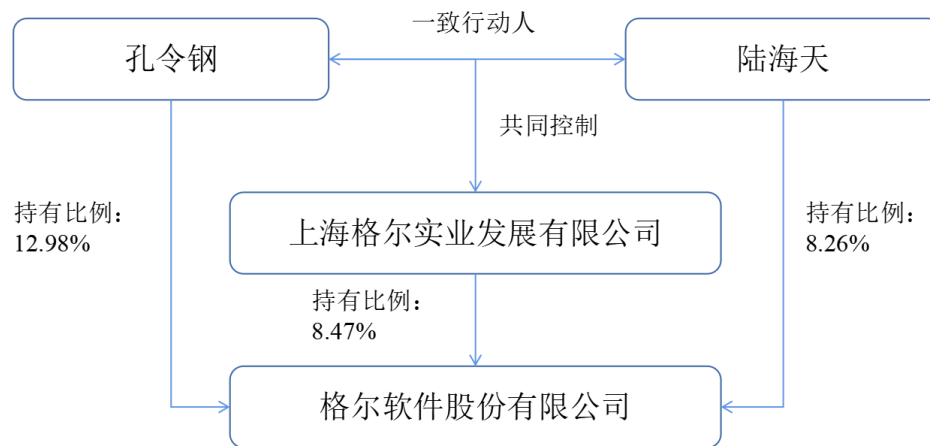 一致行动人
孔令钢
陆海天
共同控制
持有比例：
12.98%
上海格尔实业发展有限公司
持有比例：
8.26%
持有比例：
8.47%
格尔软件股份有限公司